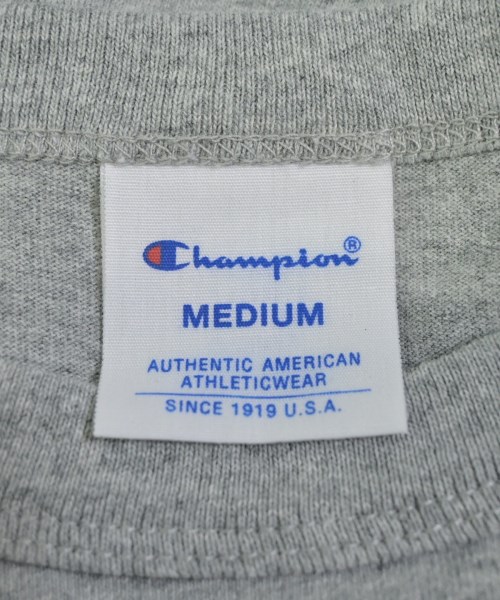 Champion®
MEDIUM
AUTHENTIC AMERICAN
ATHLETICWEAR
SINCE 1919 U.S.A.